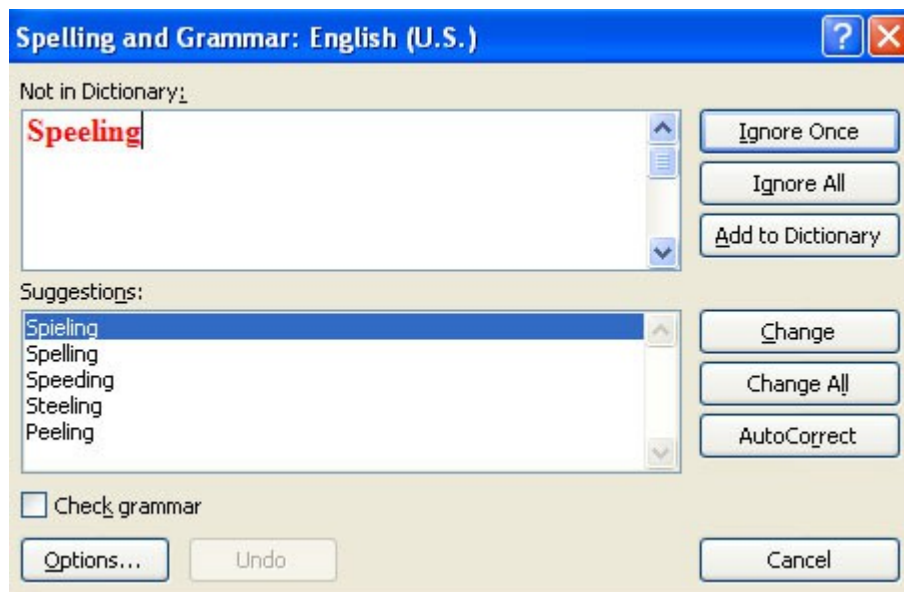 Spelling and Grammar: English (U.S.)
Not in Dictionary:
Speeling
Ignore Once
Ignore All
Add to Dictionary
Suggestions:
Spieling
Spelling
Speeding
Steeling
Peeling
Change
Change All
AutoCorrect
Check grammar
Options...
Undo
Cancel